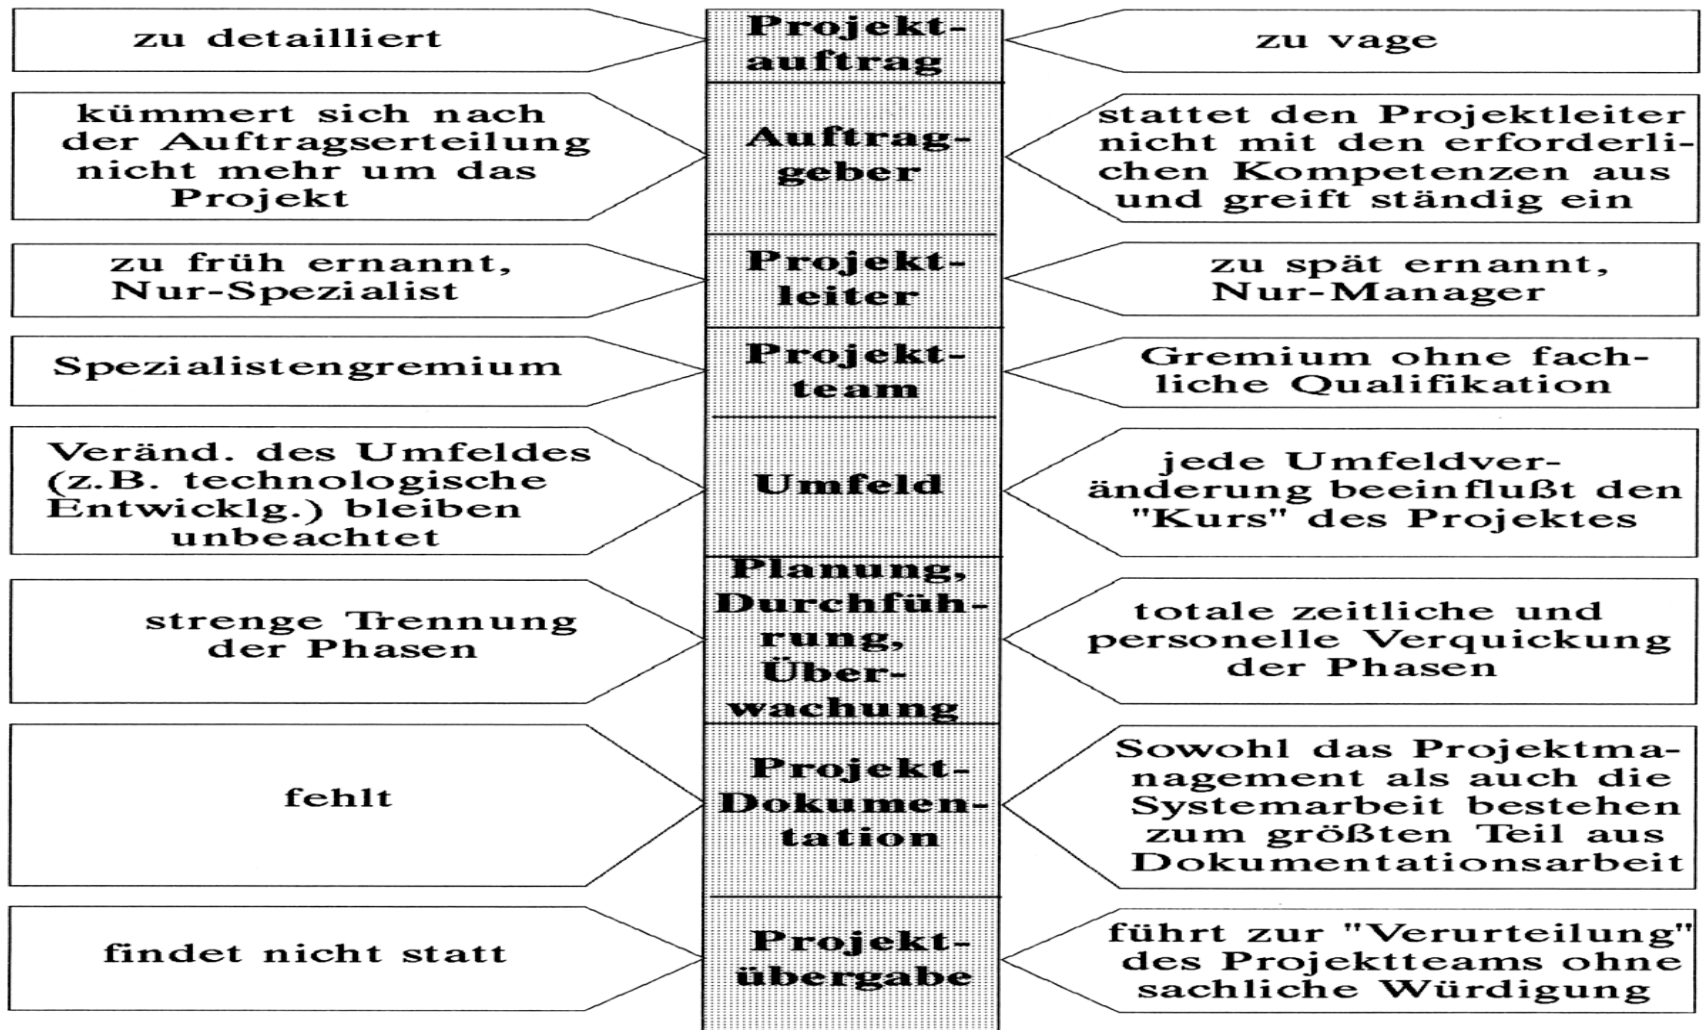 zu detailliert
Projekt-
auftrag
zu vage
kümmert sich nach
der Auftragserteilung
nicht mehr um das
Projekt
Auftrag-
geber
stattet den Projektleiter
nicht mit den erforderli-
chen Kompetenzen aus
und greift ständig ein
zu früh ernannt,
Nur-Spezialist
Projekt-
leiter
zu spät ernannt,
Nur-Manager
Spezialistengremium
Projekt-
team
Gremium ohne fach-
liche Qualifikation
Veränd. des Umfeldes
(z.B. technologische
Entwicklg.) bleiben
unbeachtet
Umfeld
jede Umfeldver-
änderung beeinflußt den
"Kurs" des Projektes
strenge Trennung
der Phasen
Planung,
Durchfüh-
rung,
Über-
wachung
totale zeitliche und
personelle Verquickung
der Phasen
fehlt
Projekt-
Dokumen-
tation
Sowohl das Projektma-
nagement als auch die
Systemarbeit bestehen
zum größten Teil aus
Dokumentationsarbeit
findet nicht statt
Projekt-
übergabe
führt zur "Verurteilung"
des Projektteams ohne
sachliche Würdigung